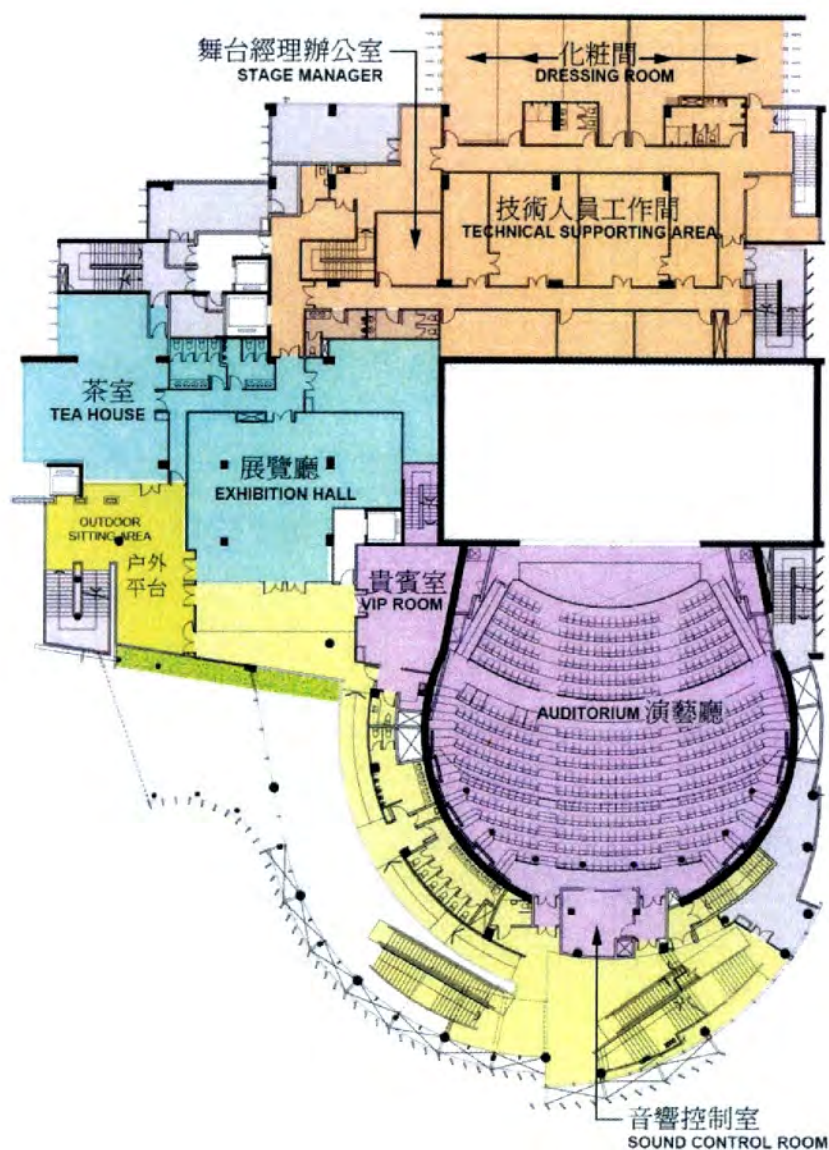 舞台經理辦公室
STAGE MANAGER
化粧間
DRESSING ROOM
技術人員工作間
TECHNICAL SUPPORTING AREA
茶室
TEA HOUSE
展覽廳
EXHIBITION HALL
OUTDOOR
SITTING AREA
户外
平台
貴賓室
VIP ROOM
AUDITORIUM 演藝廳
音響控制室
SOUND CONTROL ROOM